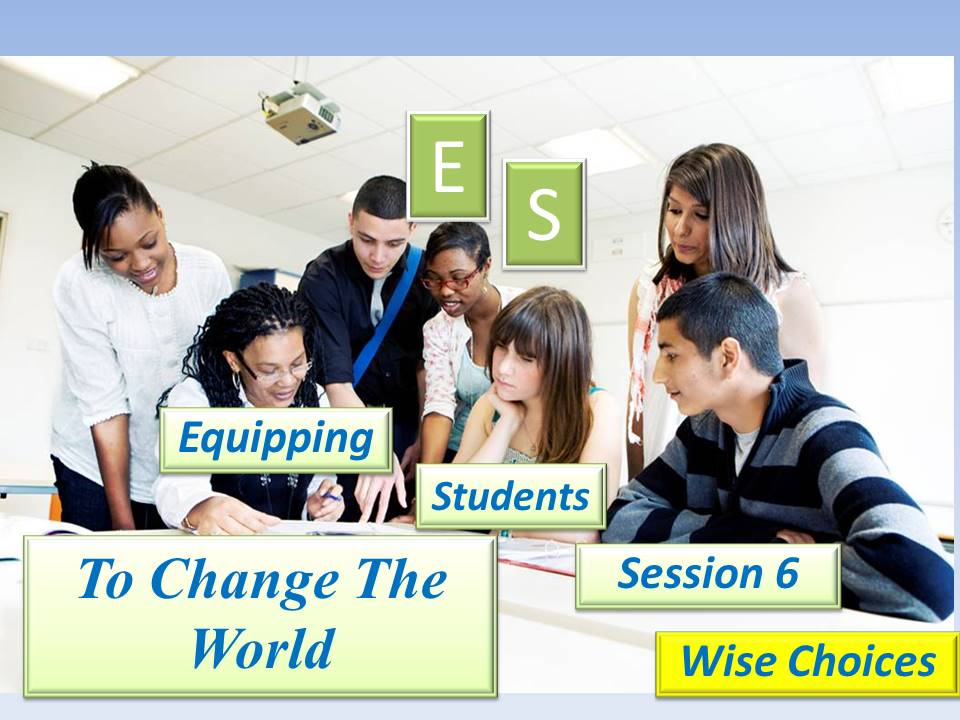 E
S
Equipping
Students
To Change The
World
Session 6
Wise Choices